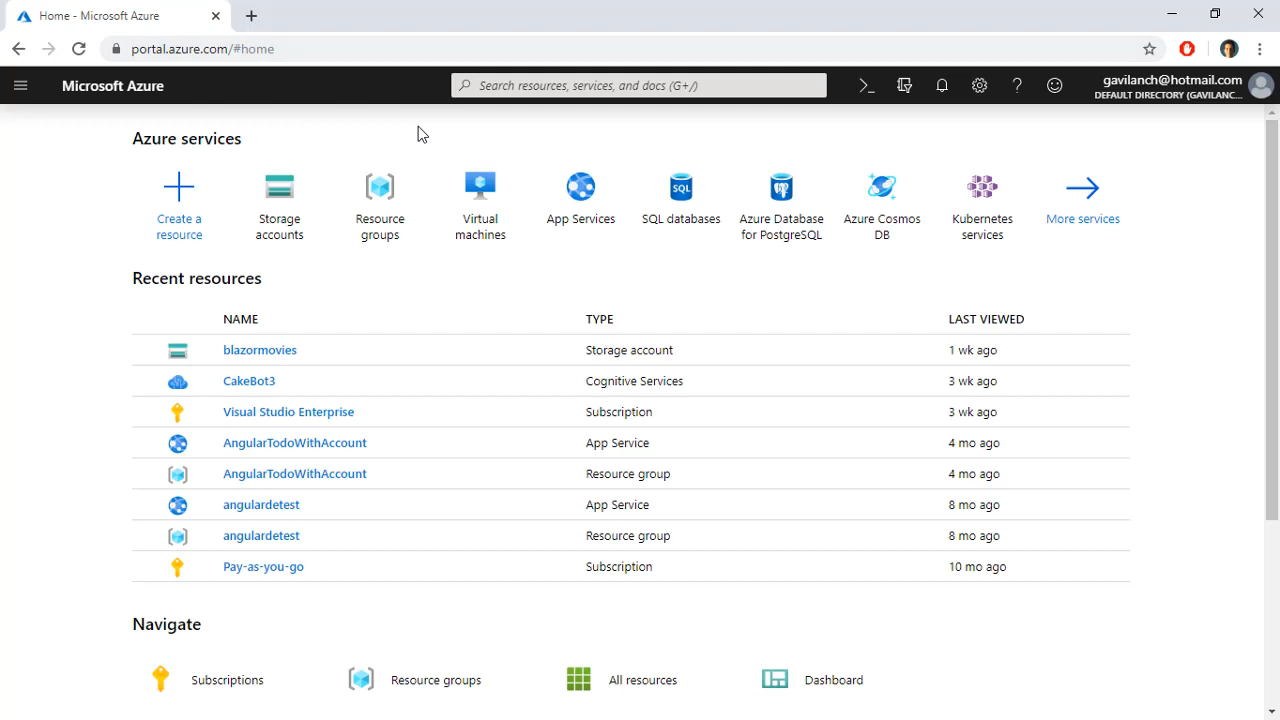 Home - Microsoft Azure
portal.azure.com/#home
Microsoft Azure
Search resources, services, and docs (G+/)
gavilanch@hotmail.com
DEFAULT DIRECTORY (GAVILANC...
Azure services
Create a resource
Storage accounts
Resource groups
Virtual machines
App Services
SQL
SQL databases
Azure Database for PostgreSQL
Azure Cosmos DB
Kubernetes services
More services
Recent resources
NAME TYPE LAST VIEWED
blazormovies Storage account 1 wk ago
CakeBot3 Cognitive Services 3 wk ago
Visual Studio Enterprise Subscription 3 wk ago
AngularTodoWithAccount App Service 4 mo ago
AngularTodoWithAccount Resource group 4 mo ago
angulardetest App Service 8 mo ago
angulardetest Resource group 8 mo ago
Pay-as-you-go Subscription 10 mo ago
Navigate
Subscriptions Resource groups All resources Dashboard